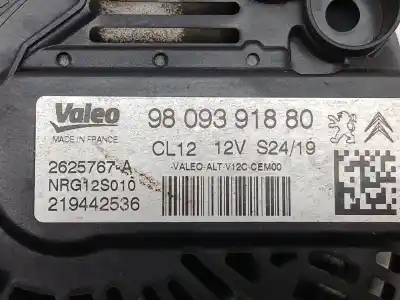 Valeo
MADE IN FRANCE
98 093 918 80
CL12 12V S24/19
-VALEO-ALT-V12C-CEM00
2625767-A
NRG12S010
219442536